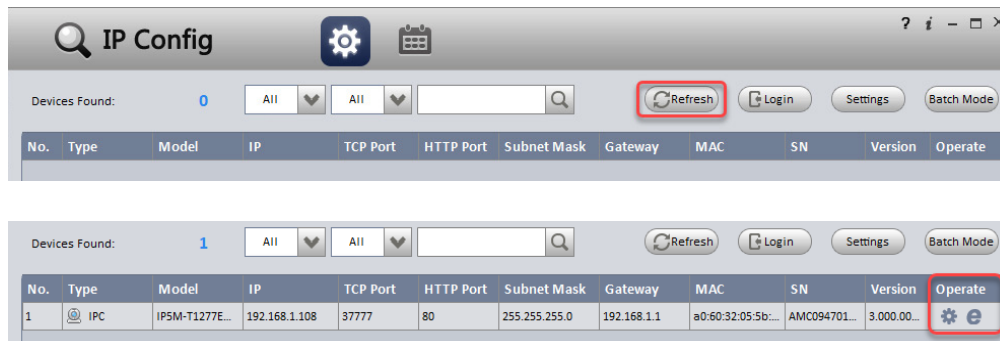 IP Config ? i
Devices Found: 0 All All Refresh Login Settings Batch Mode
No. Type Model IP TCP Port HTTP Port Subnet Mask Gateway MAC SN Version Operate
Devices Found: 1 All All Refresh Login Settings Batch Mode
No. Type Model IP TCP Port HTTP Port Subnet Mask Gateway MAC SN Version Operate
1 IPC IP5M-T1277E... 192.168.1.108 37777 80 255.255.255.0 192.168.1.1 a0:60:32:05:5b:... AMC094701... 3.000.00...